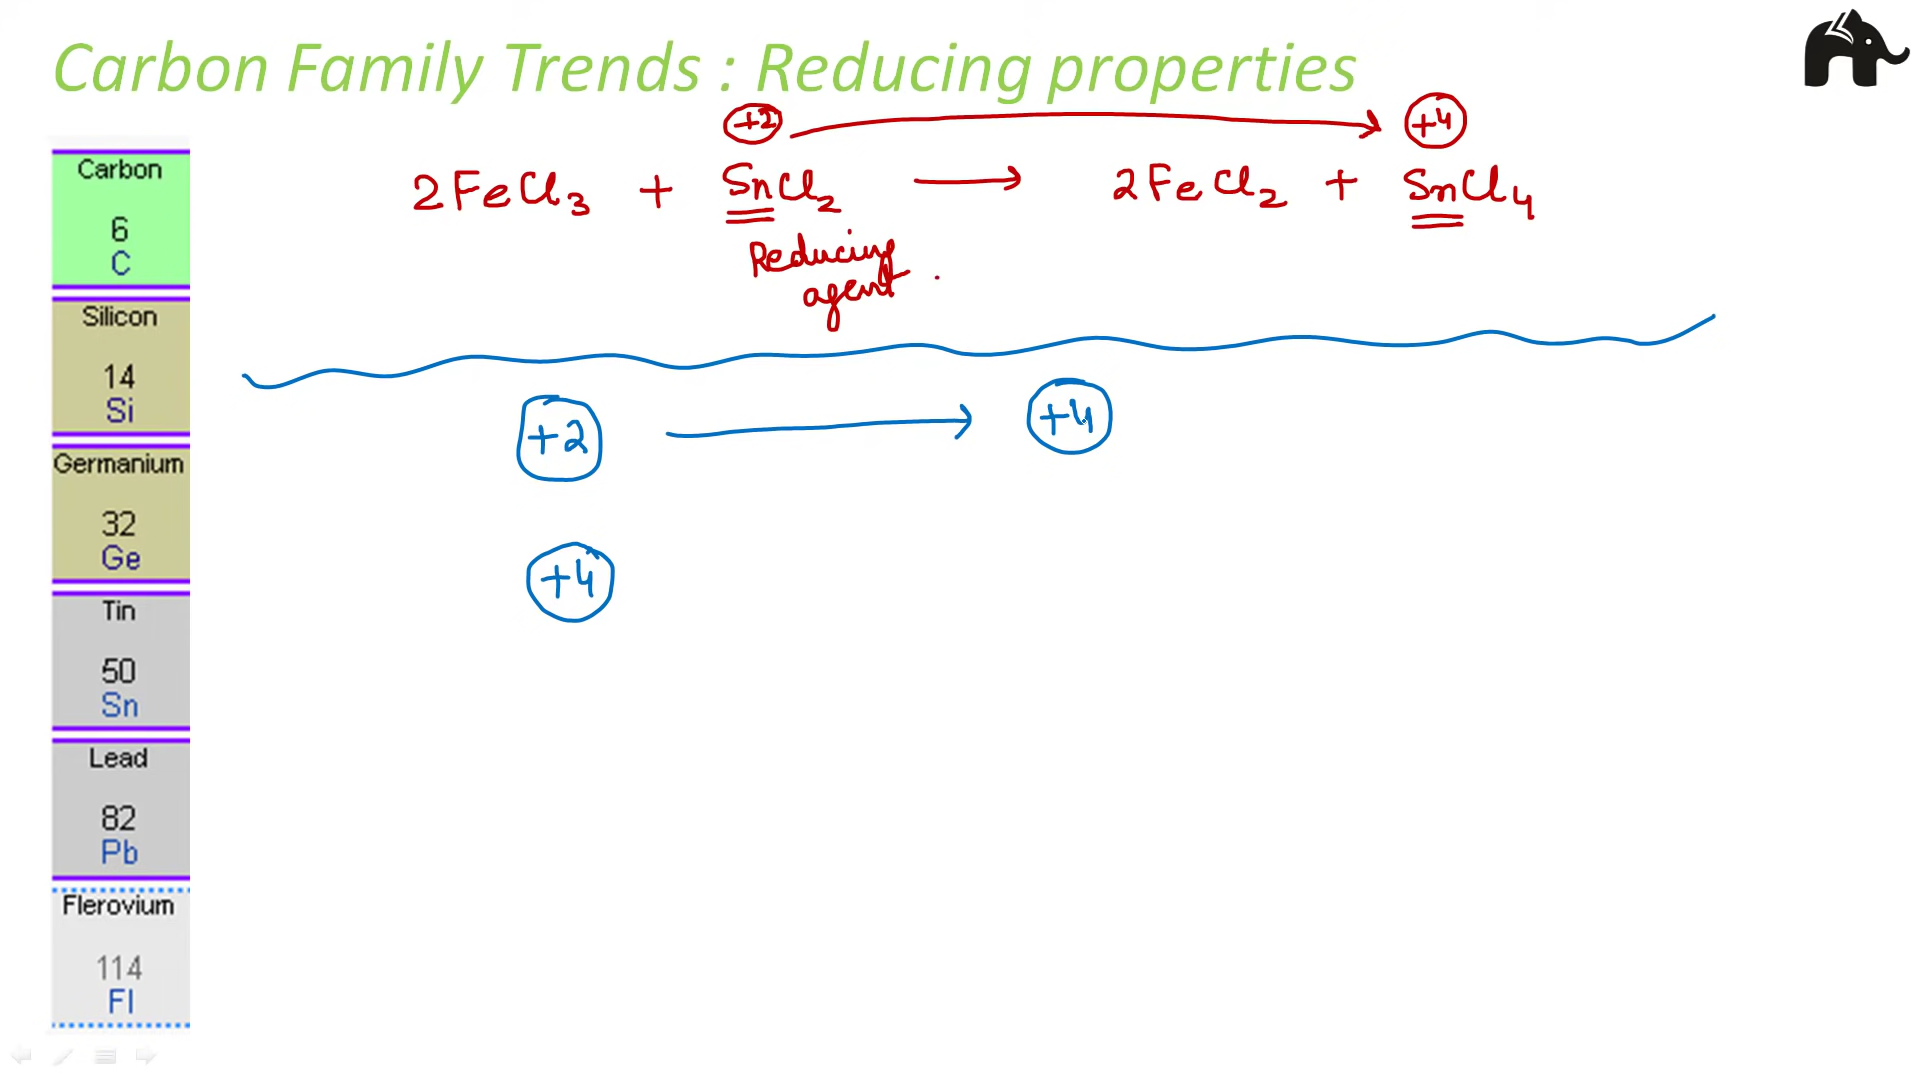 Carbon Family Trends : Reducing properties
+2 +4
2FeCl3 + SnCl2 → 2FeCl2 + SnCl4
Reducing
agent
+2 → +4
+4
Carbon
6
C
Silicon
14
Si
Germanium
32
Ge
Tin
50
Sn
Lead
82
Pb
Flerovium
114
Fl